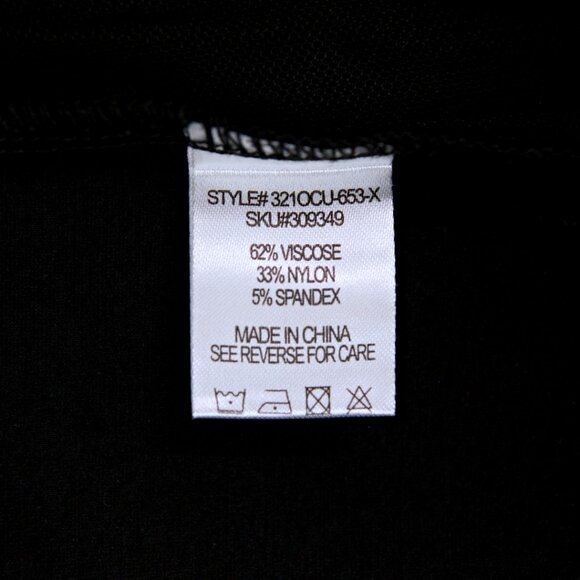 STYLE# 321OCU-653-X
SKU#309349
62% VISCOSE
33% NYLON
5% SPANDEX
MADE IN CHINA
SEE REVERSE FOR CARE